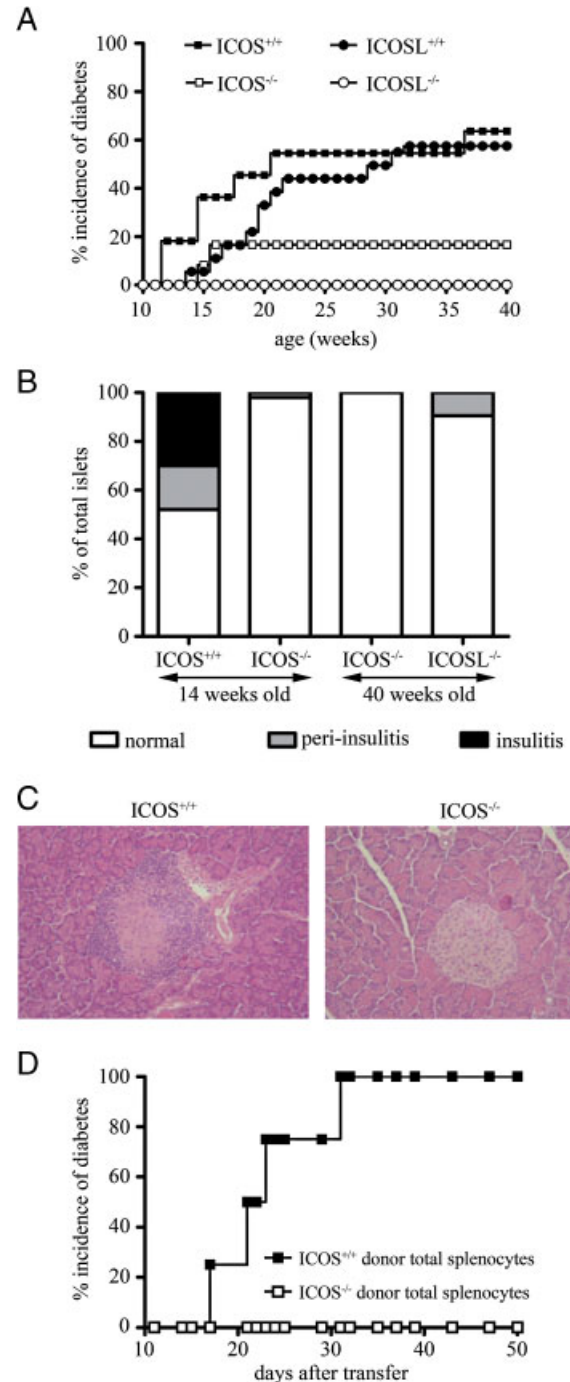 A
ICOS+/+ ICOSL+/+
ICOS-/- ICOSL-/-
% incidence of diabetes
100
80
60
40
20
0
10 15 20 25 30 35 40
age (weeks)
B
% of total islets
100
80
60
40
20
0
ICOS+/+ ICOS-/- ICOS-/- ICOSL-/-
14 weeks old 40 weeks old
normal peri-insulitis insulitis
C
ICOS+/+ ICOS-/-
D
% incidence of diabetes
100
80
60
40
20
0
ICOS+/+ donor total splenocytes
ICOS-/- donor total splenocytes
10 20 30 40 50
days after transfer